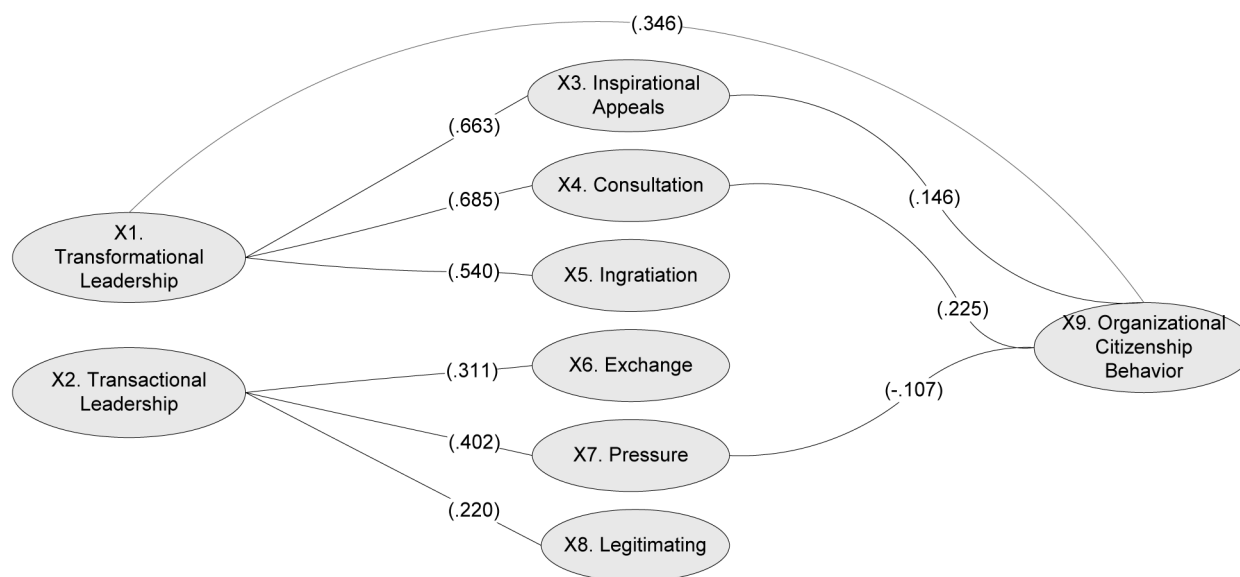 (.346)
X3. Inspirational
Appeals
(.663)
X4. Consultation
(.685)
(.146)
X1.
Transformational
Leadership
(.540)
X5. Ingratiation
(.225)
X9. Organizational
Citizenship
Behavior
X2. Transactional
Leadership
(.311)
X6. Exchange
(-.107)
(.402)
X7. Pressure
(.220)
X8. Legitimating